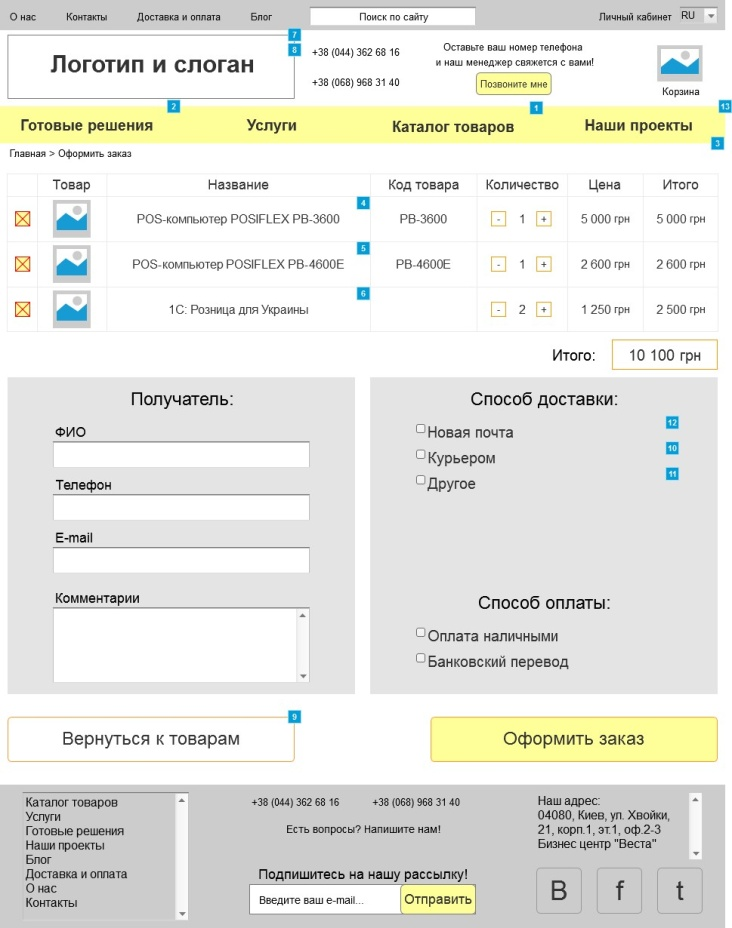 О нас Контакты Доставка и оплата Блог Поиск по сайту Личный кабинет RU
7
8
Логотип и слоган
+38 (044) 362 68 16
+38 (068) 968 31 40
Оставьте ваш номер телефона
и наш менеджер свяжется с вами!
Позвоните мне
Корзина
2 1 13
Готовые решения Услуги Каталог товаров Наши проекты
3
Главная > Оформить заказ
Товар Название Код товара Количество Цена Итого
4
POS-компьютер POSIFLEX PB-3600 PB-3600 - 1 + 5 000 грн 5 000 грн
5
POS-компьютер POSIFLEX PB-4600E PB-4600E - 1 + 2 600 грн 2 600 грн
6
1С: Розница для Украины - 2 + 1 250 грн 2 500 грн
Итого: 10 100 грн
Получатель:
ФИО
Телефон
E-mail
Комментарии
Способ доставки:
Новая почта 12
Курьером 10
Другое 11
Способ оплаты:
Оплата наличными
Банковский перевод
9
Вернуться к товарам Оформить заказ
Каталог товаров
Услуги
Готовые решения
Наши проекты
Блог
Доставка и оплата
О нас
Контакты
+38 (044) 362 68 16 +38 (068) 968 31 40
Есть вопросы? Напишите нам!
Подпишитесь на нашу рассылку!
Введите ваш e-mail... Отправить
Наш адрес:
04080, Киев, ул. Хвойки,
21, корп.1, эт.1, оф.2-3
Бизнес центр "Веста"
B f t